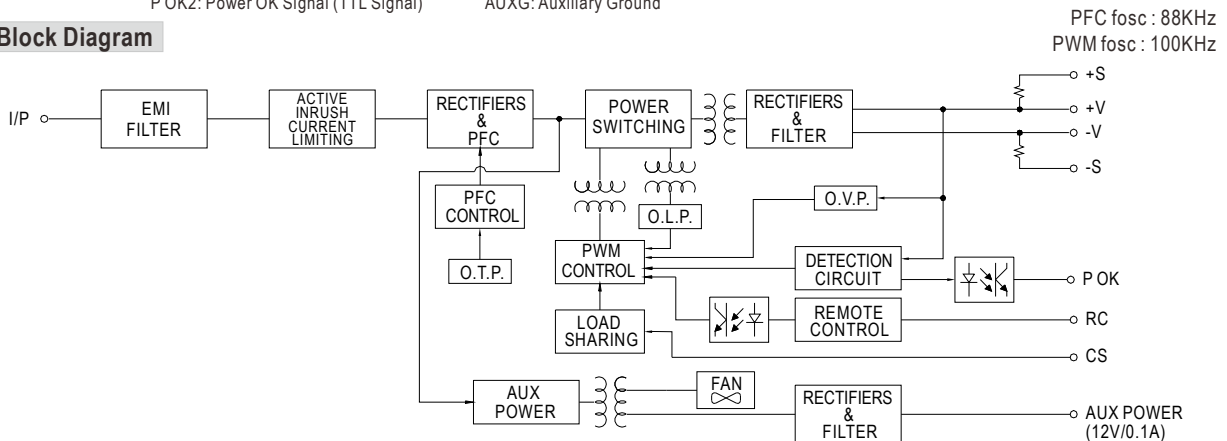 P OK2: Power OK Signal (TTL Signal) AUXG: Auxiliary Ground
Block Diagram
PFC fosc : 88KHz
PWM fosc : 100KHz
I/P
EMI
FILTER
ACTIVE
INRUSH
CURRENT
LIMITING
RECTIFIERS
&
PFC
POWER
SWITCHING
RECTIFIERS
&
FILTER
+S
+V
-V
-S
PFC
CONTROL
O.T.P.
O.L.P.
O.V.P.
PWM
CONTROL
DETECTION
CIRCUIT
P OK
LOAD
SHARING
REMOTE
CONTROL
RC
CS
AUX
POWER
FAN
RECTIFIERS
&
FILTER
AUX POWER
(12V/0.1A)